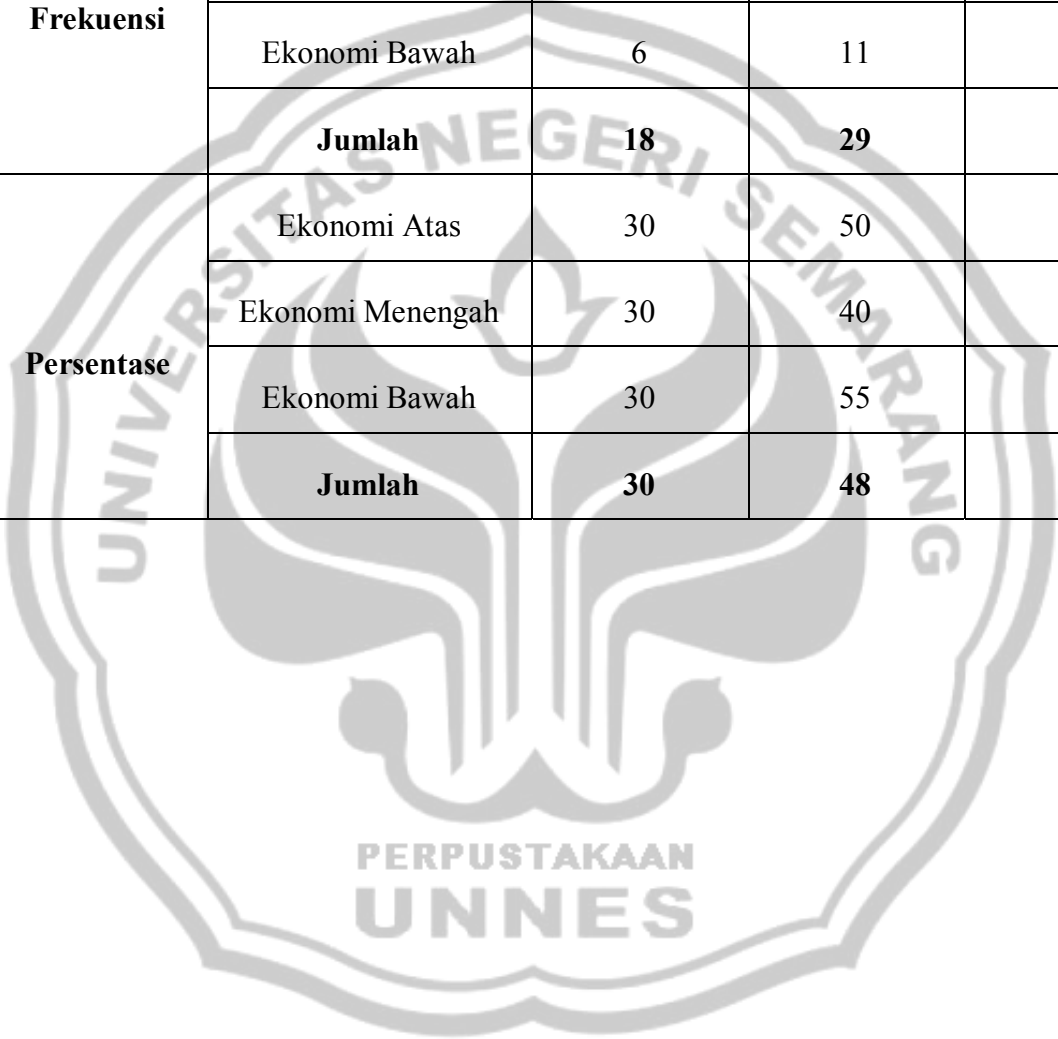 Frekuensi
Ekonomi Bawah 6 11
Jumlah 18 29
Persentase
Ekonomi Atas 30 50
Ekonomi Menengah 30 40
Ekonomi Bawah 30 55
Jumlah 30 48
UNIVERSITAS NEGERI SEMARANG
PERPUSTAKAAN
UNNES